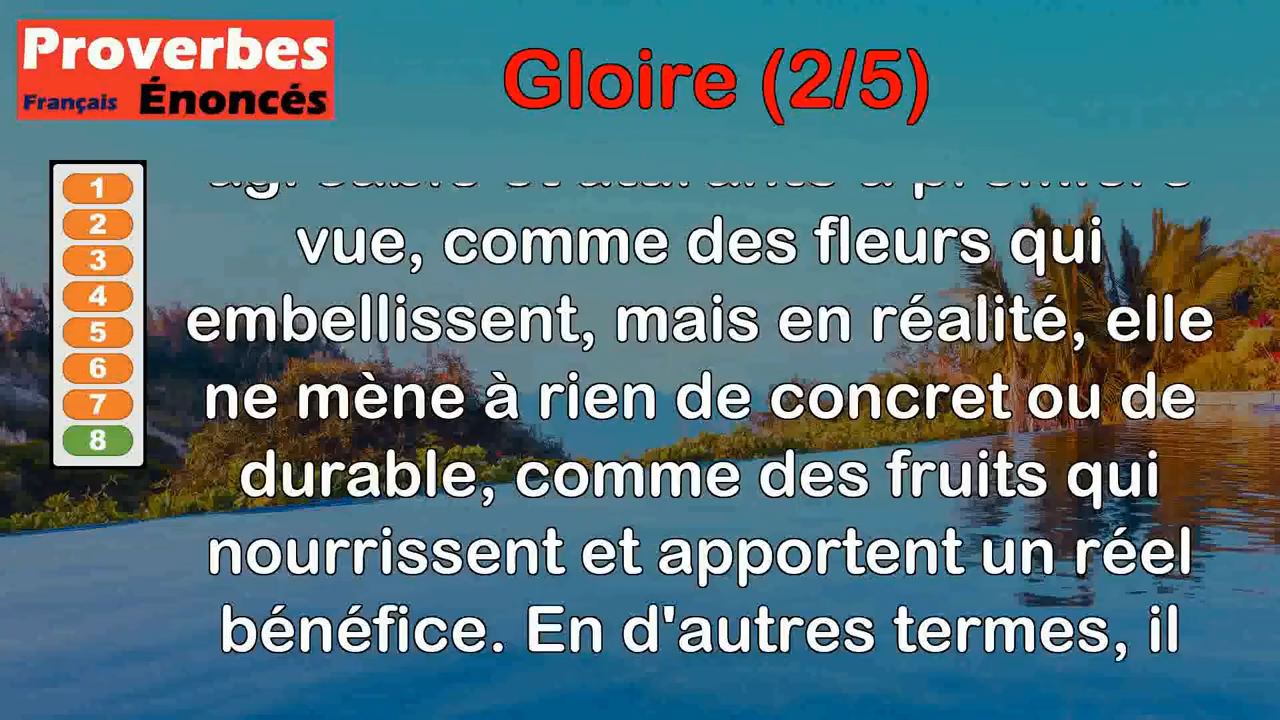 Proverbes
Français Énoncés
Gloire (2/5)
1
2
3
4
5
6
7
8
vue, comme des fleurs qui
embellissent, mais en réalité, elle
ne mène à rien de concret ou de
durable, comme des fruits qui
nourrissent et apportent un réel
bénéfice. En d'autres termes, il